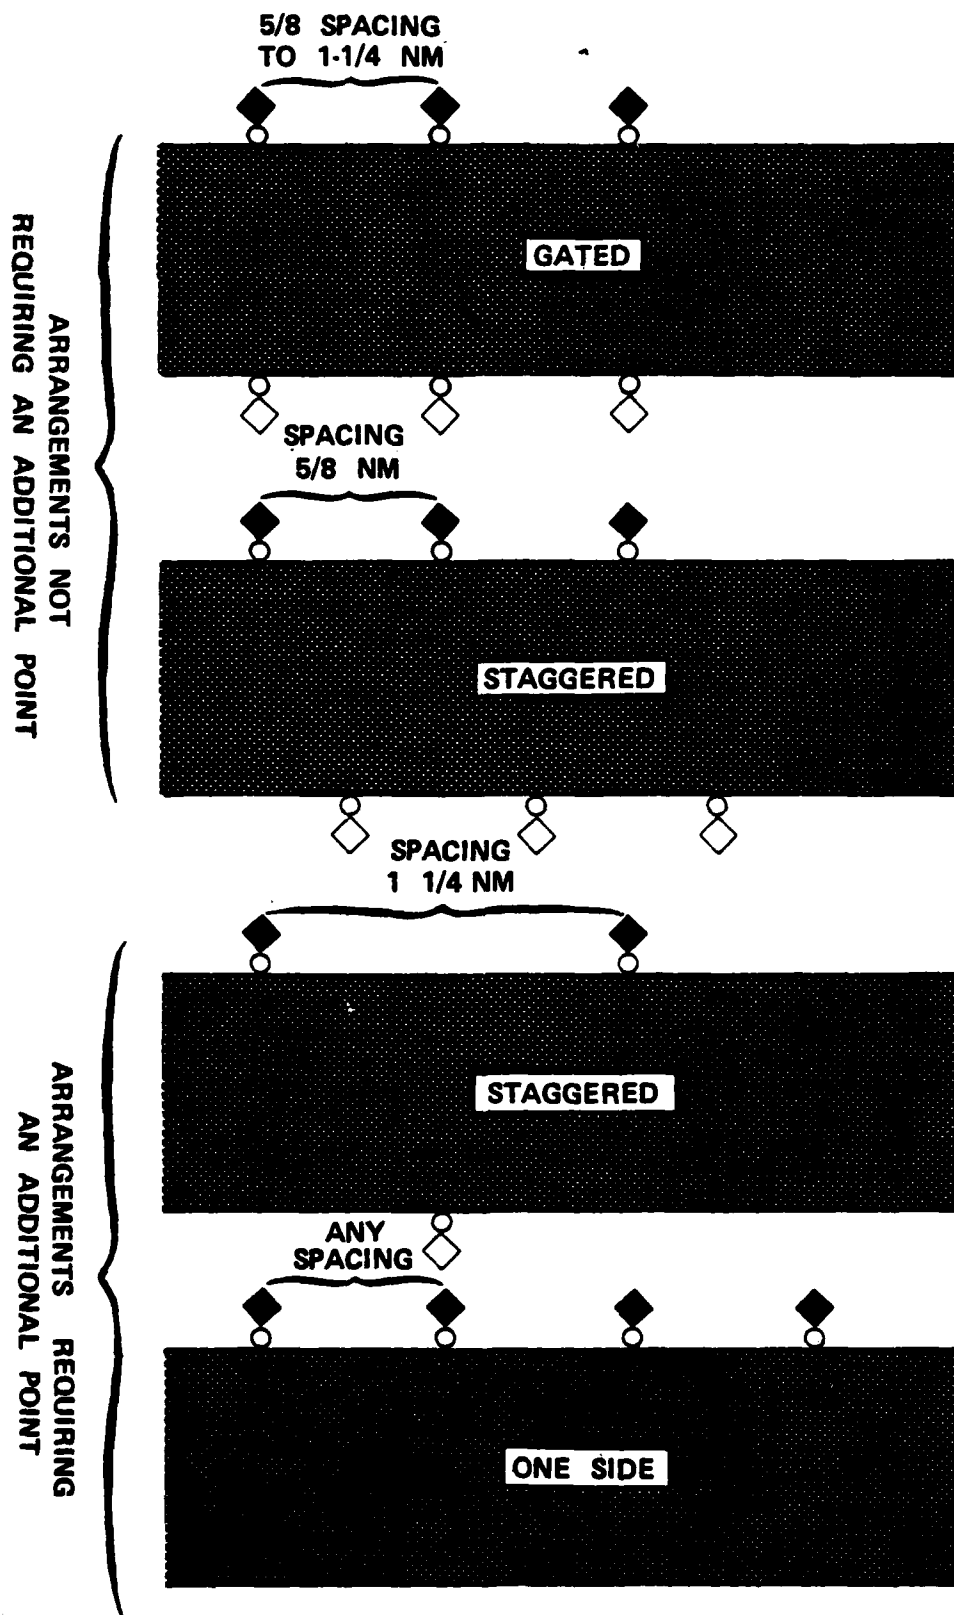 5/8 SPACING
TO 1-1/4 NM
GATED
ARRANGEMENTS NOT
REQUIRING AN ADDITIONAL POINT
SPACING
5/8 NM
STAGGERED
SPACING
1 1/4 NM
STAGGERED
ARRANGEMENTS REQUIRING
AN ADDITIONAL POINT
ANY
SPACING
ONE SIDE